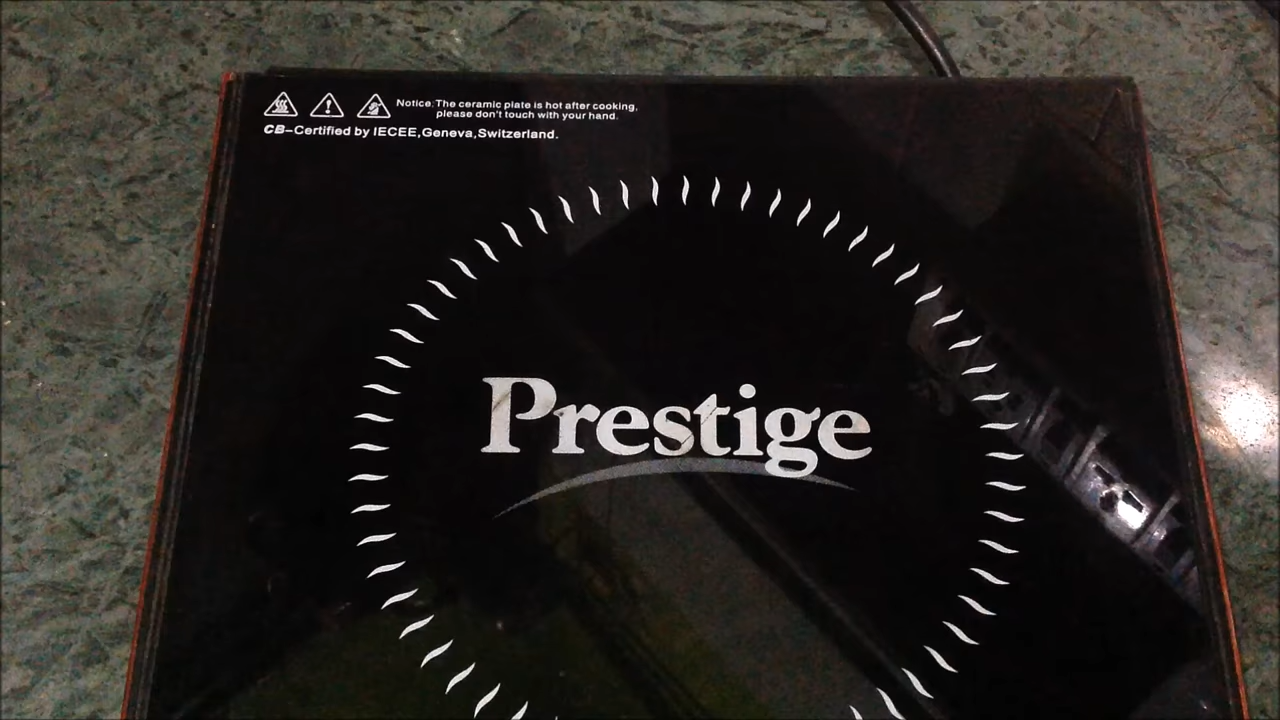 Notice: The ceramic plate is hot after cooking,
please don't touch with your hand.
CB-Certified by IECEE,Geneva,Switzerland.
Prestige